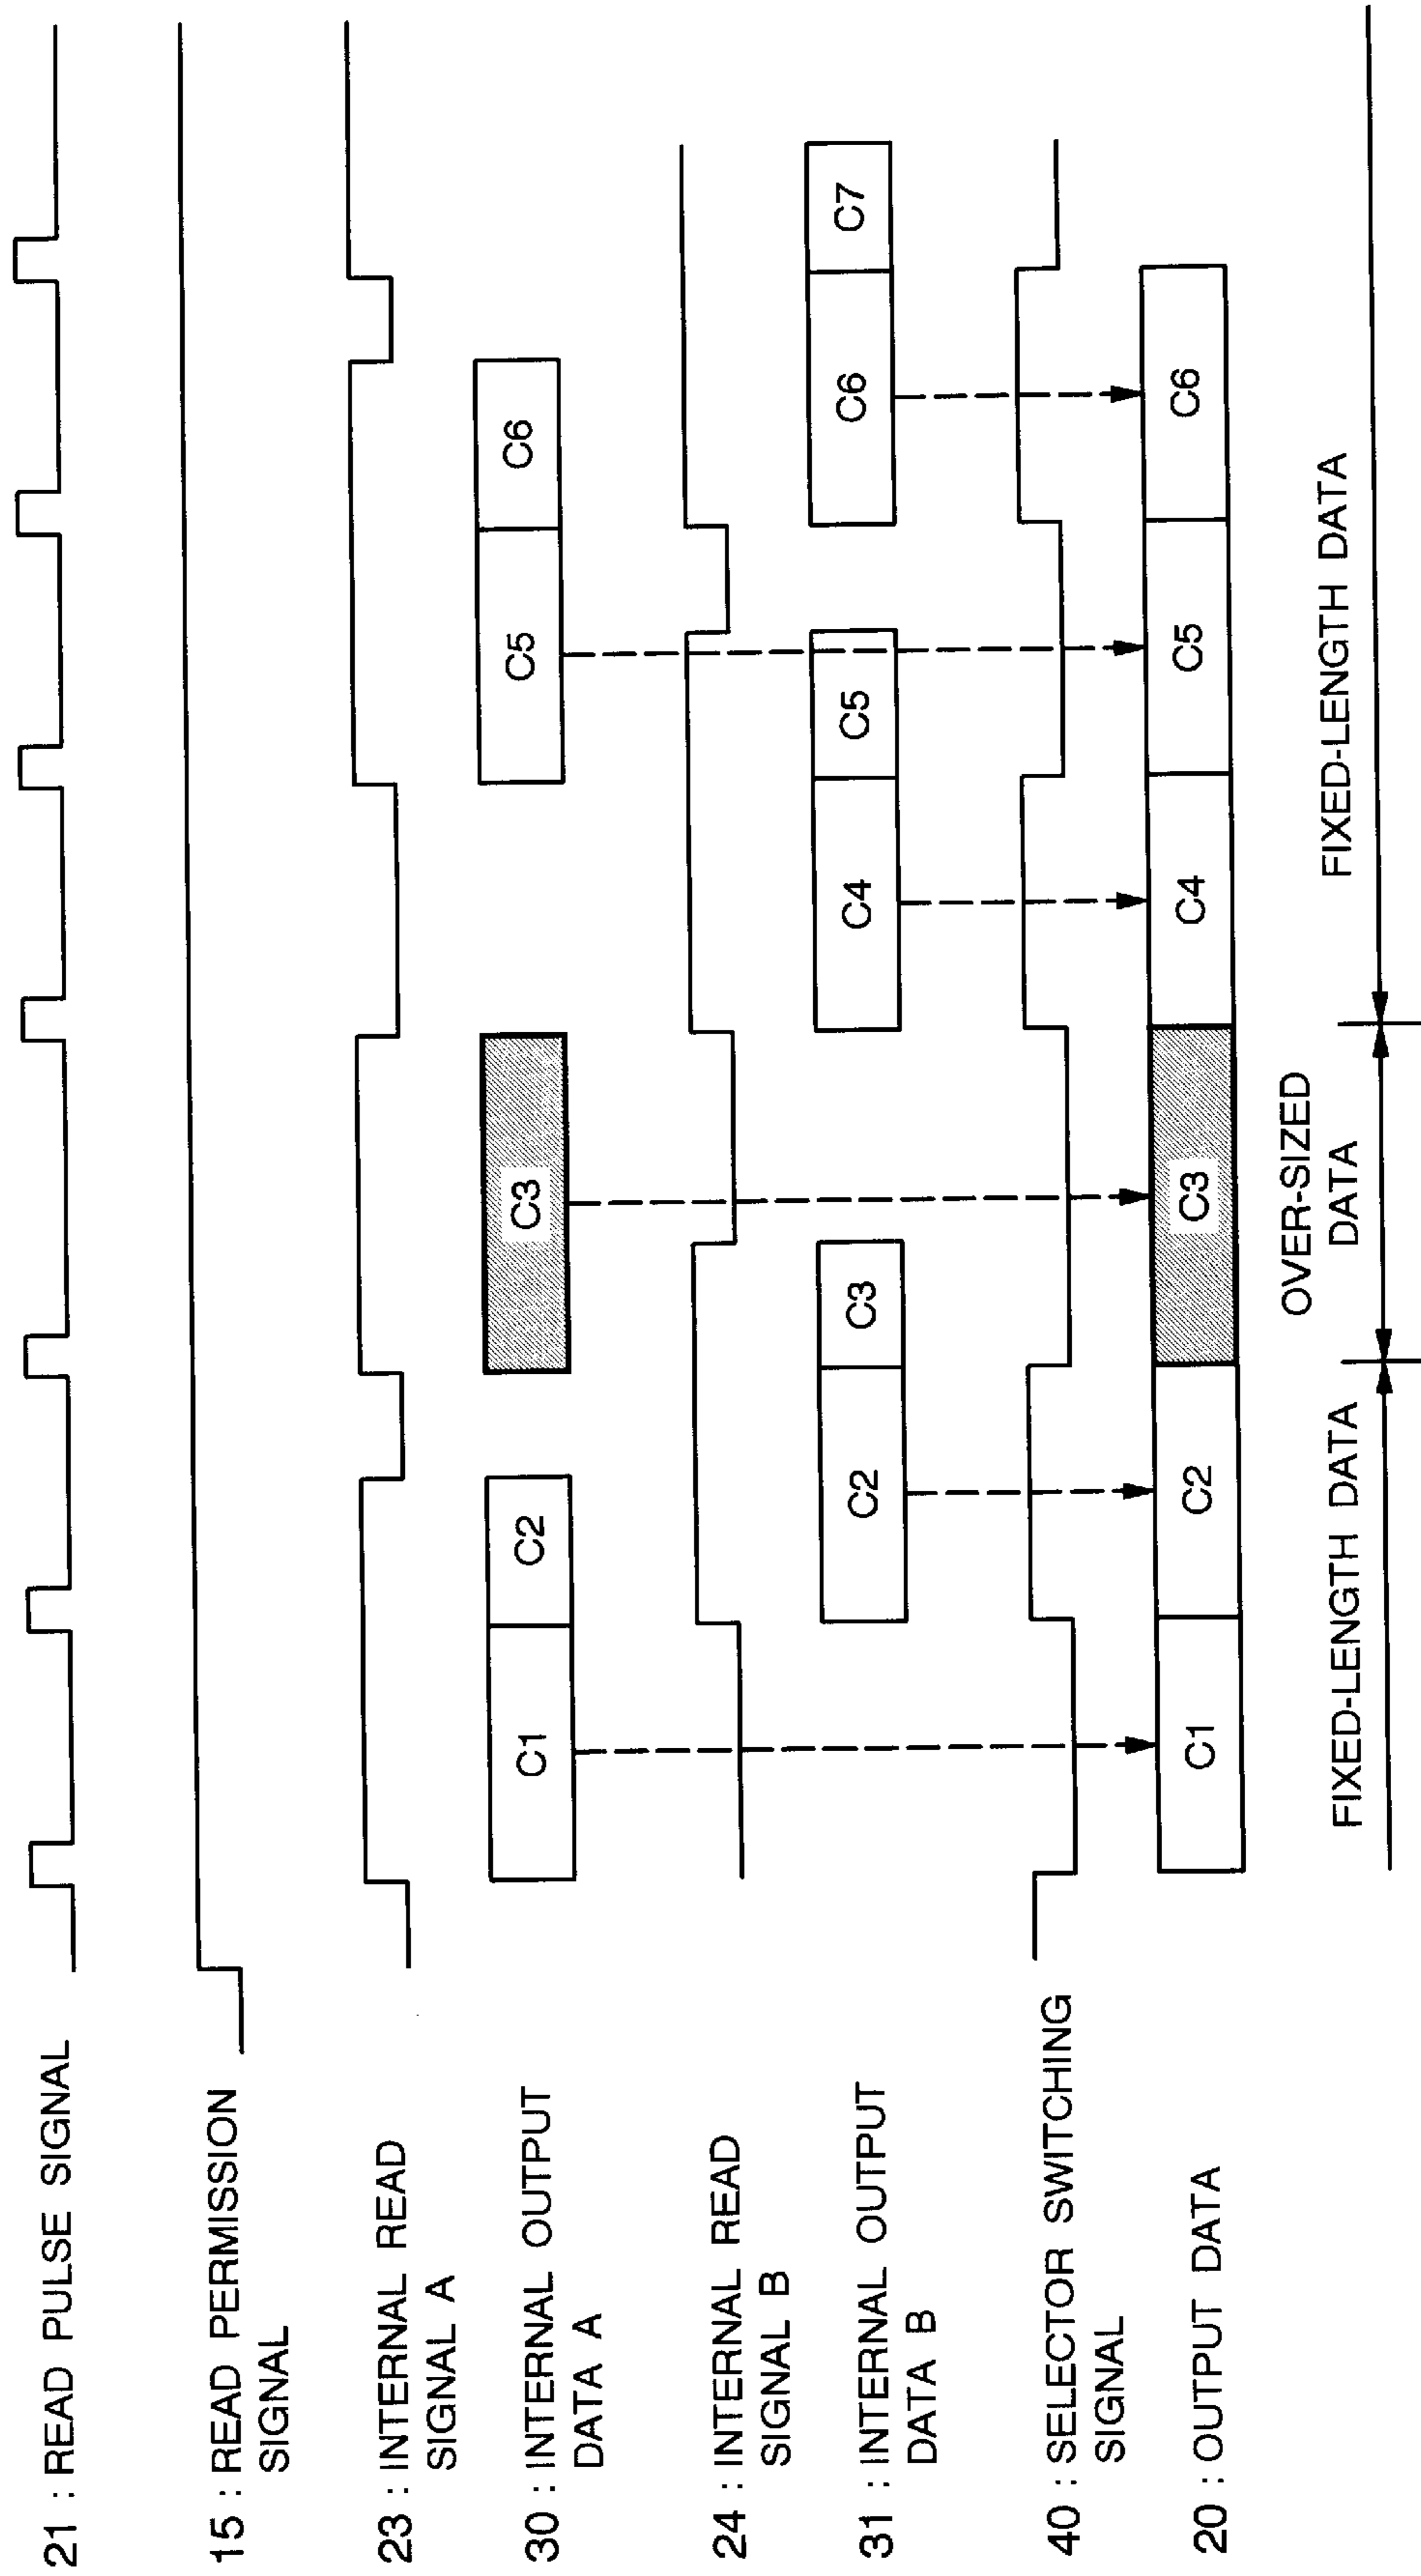 21 : READ PULSE SIGNAL
15 : READ PERMISSION
SIGNAL
23 : INTERNAL READ
SIGNAL A
30 : INTERNAL OUTPUT
DATA A
C1 C2 C3 C5 C6
24 : INTERNAL READ
SIGNAL B
31 : INTERNAL OUTPUT
DATA B
C2 C3 C4 C5 C6 C7
40 : SELECTOR SWITCHING
SIGNAL
20 : OUTPUT DATA
C1 C2 C3 C4 C5 C6
FIXED-LENGTH DATA
OVER-SIZED
DATA
FIXED-LENGTH DATA